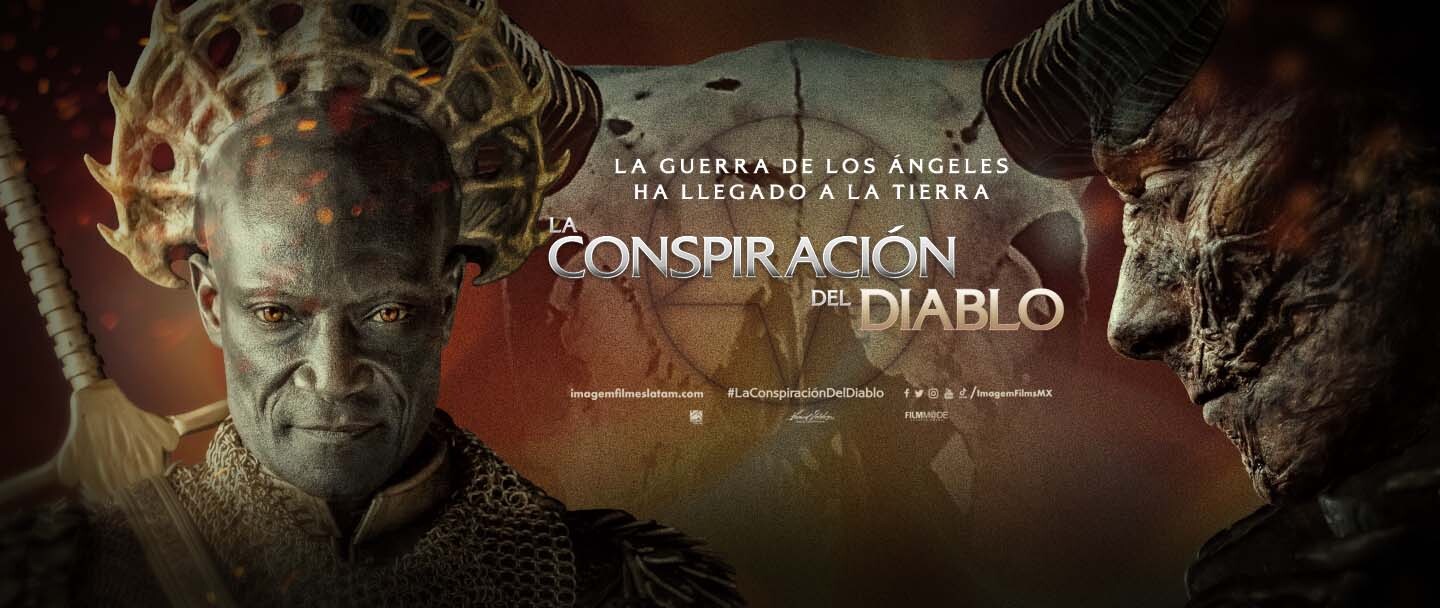 LA GUERRA DE LOS ÁNGELES
HA LLEGADO A LA TIERRA
LA
CONSPIRACIÓN
DEL DIABLO
imagemfilmeslatam.com #LaConspiraciónDelDiablo /ImagemFilmsMX
FILMMODE